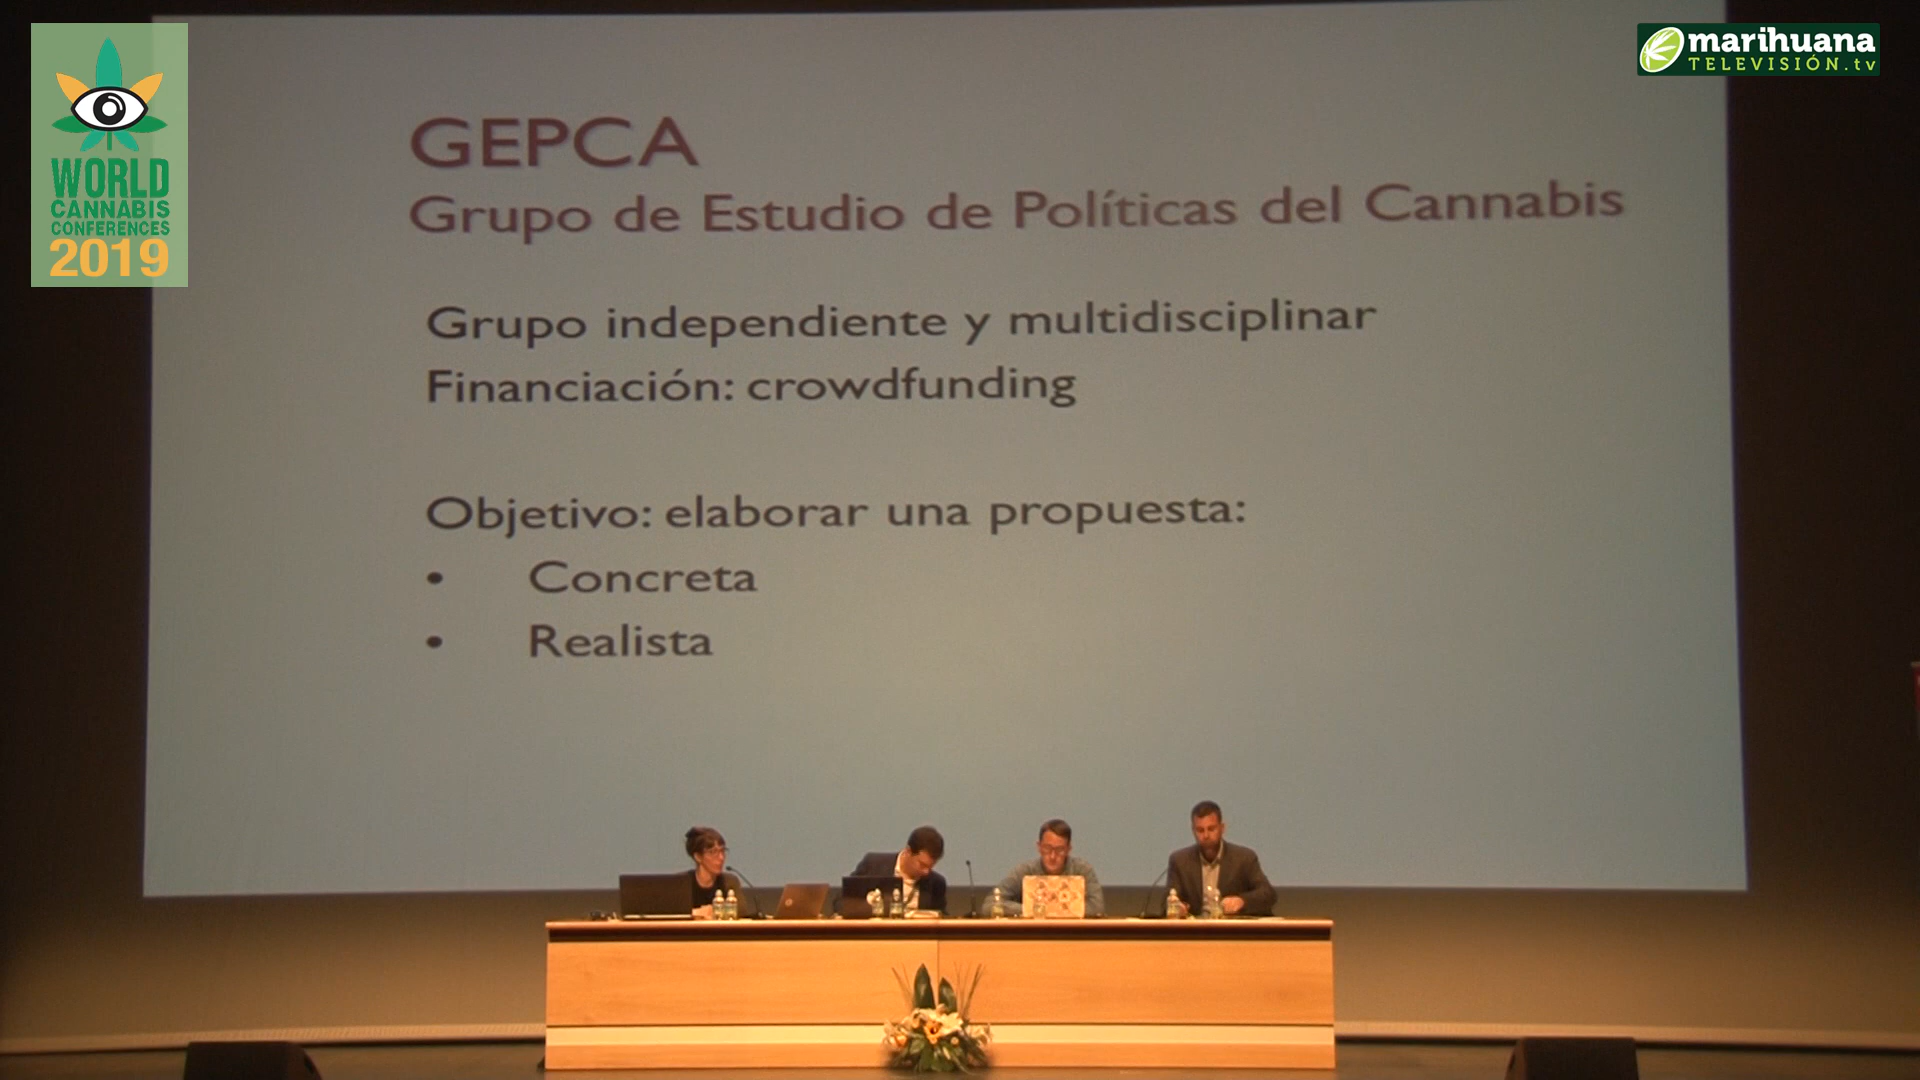 WORLD
CANNABIS
CONFERENCES
2019
marihuana
TELEVISIÓN.tv
GEPCA
Grupo de Estudio de Políticas del Cannabis
Grupo independiente y multidisciplinar
Financiación: crowdfunding
Objetivo: elaborar una propuesta:
• Concreta
• Realista